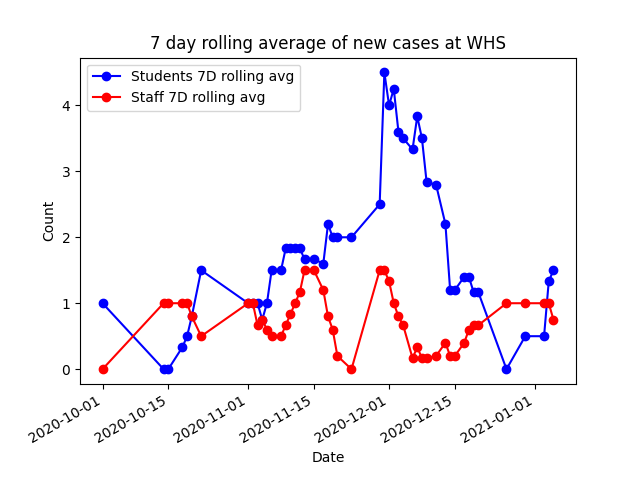 7 day rolling average of new cases at WHS
Students 7D rolling avg
Staff 7D rolling avg
4
3
2
1
0
Count
2020-10-01
2020-10-15
2020-11-01
2020-11-15
2020-12-01
2020-12-15
2021-01-01
Date